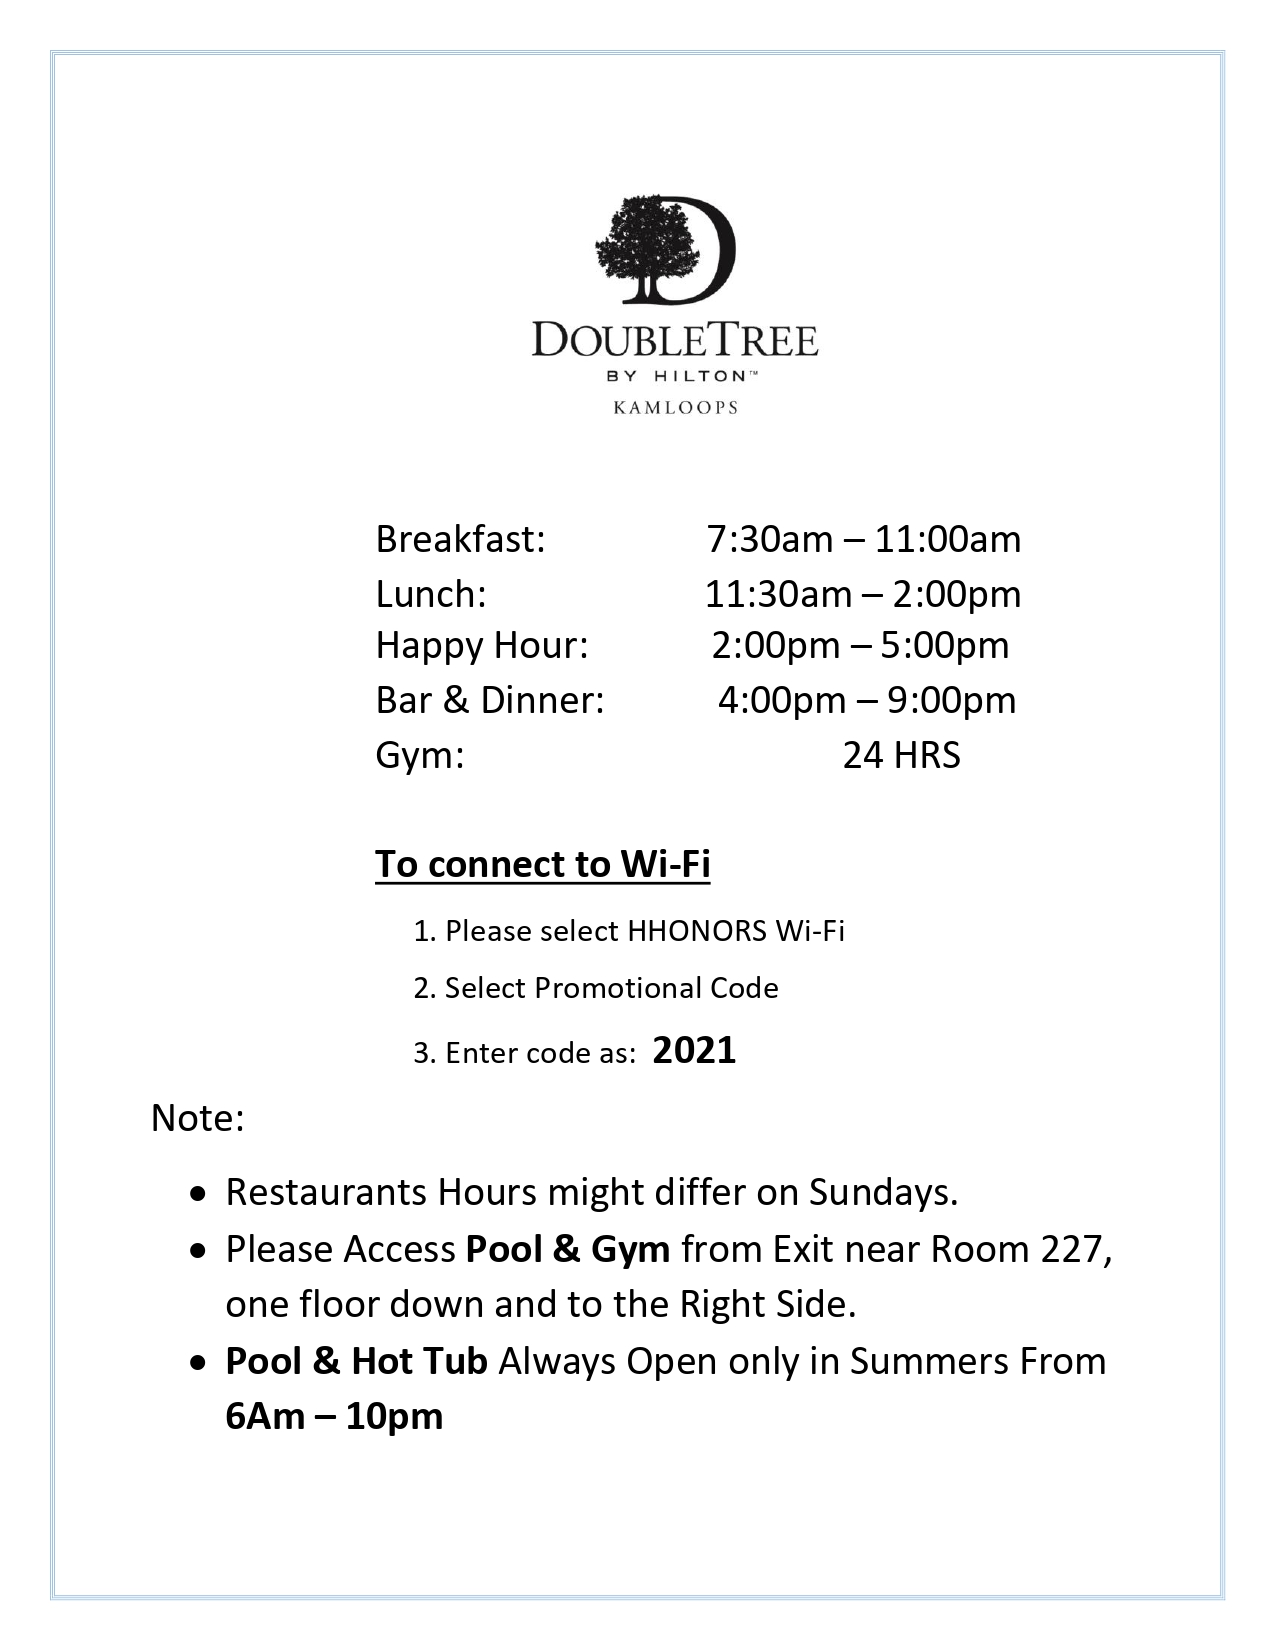 DOUBLETREE
BY HILTON™
KAMLOOPS
Breakfast: 7:30am – 11:00am
Lunch: 11:30am – 2:00pm
Happy Hour: 2:00pm – 5:00pm
Bar & Dinner: 4:00pm – 9:00pm
Gym: 24 HRS
To connect to Wi-Fi
1. Please select HHONORS Wi-Fi
2. Select Promotional Code
3. Enter code as: 2021
Note:
• Restaurants Hours might differ on Sundays.
• Please Access Pool & Gym from Exit near Room 227,
one floor down and to the Right Side.
• Pool & Hot Tub Always Open only in Summers From
6Am – 10pm